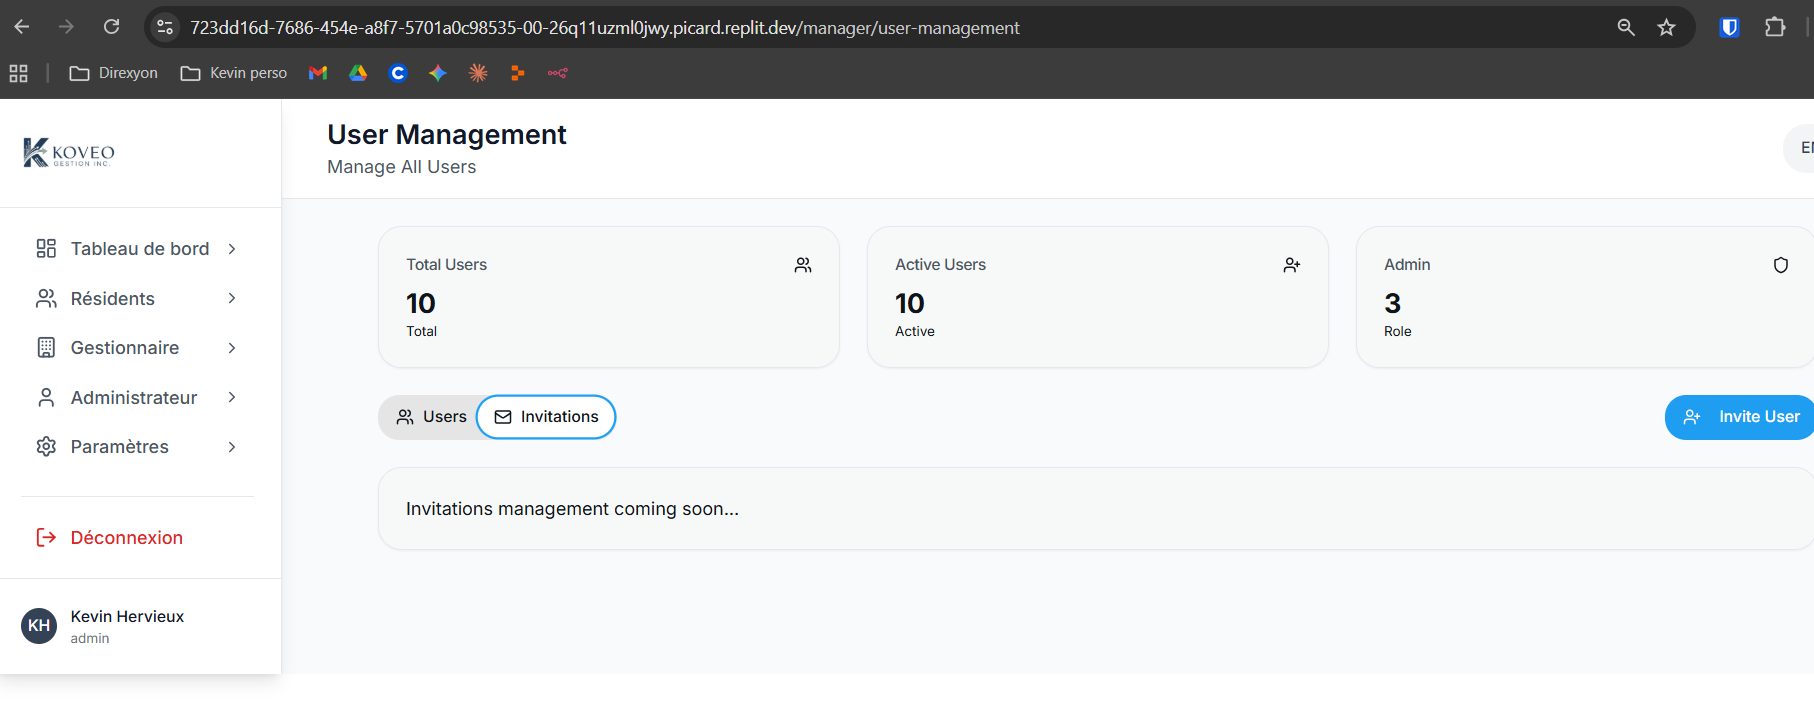 723dd16d-7686-454e-a8f7-5701a0c98535-00-26q11uzml0jwy.picard.replit.dev/manager/user-management
Direxyon
Kevin perso
KOVEO
GESTION INC.
Tableau de bord
Résidents
Gestionnaire
Administrateur
Paramètres
Déconnexion
KH
Kevin Hervieux
admin
User Management
Manage All Users
Total Users
10
Total
Active Users
10
Active
Admin
3
Role
Users
Invitations
Invite User
Invitations management coming soon...